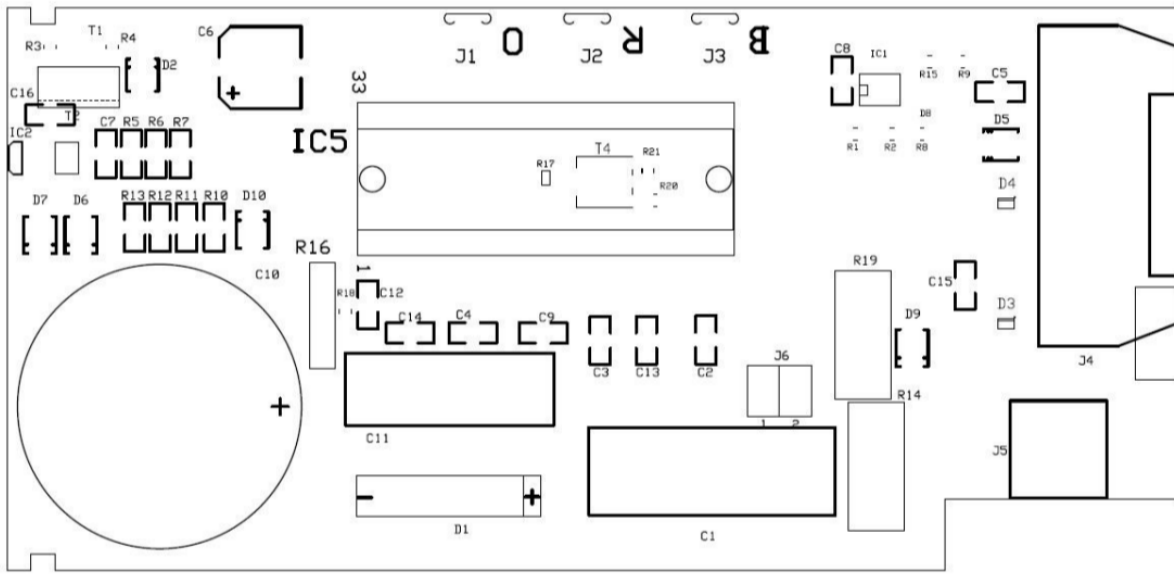 T1
R3
R4
D2
C6
+
J1
O
J2
R
J3
B
C8
IC1
R15
R9
C5
33
C16
T2
IC2
C7
R5
R6
R7
IC5
R17
T4
R21
R20
R1
R2
R8
D8
D5
D4
D7
D6
R13
R12
R11
R10
D10
R16
C10
1
R18
C12
R19
C15
D3
C14
C4
C9
C3
C13
C2
J6
D9
J4
+
C11
1
2
R14
J5
-
+
D1
C1